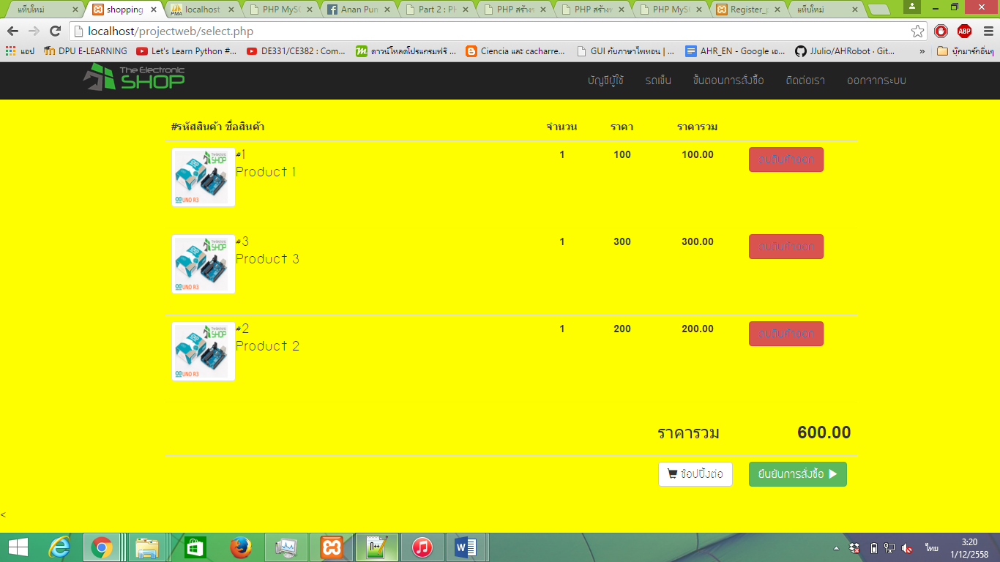 แท็บใหม่ shopping localhost PHP MyS Anan Pun Part 2 : PH PHP สร้าง PHP สร้าง PHP MyS Register_ แท็บใหม่
localhost/projectweb/select.php
แอป DPU E-LEARNING Let's Learn Python #... DE331/CE382 : Com... ดาวน์โหลดโปรแกรมฟรี ... Ciencia และ cacharre... GUI กับภาษาไพทอน | ... AHR_EN - Google เอ... JJulio/AHRobot · Git... » บุ๊กมาร์กอื่นๆ
The Electronic
SHOP
บัญชีผู้ใช้ รถเข็น ขั้นตอนการสั่งซื้อ ติดต่อเรา ออกจากระบบ
#รหัสสินค้า ชื่อสินค้า จำนวน ราคา ราคารวม
#1 1 100 100.00 ลบสินค้าออก
Product 1
The Electronic
SHOP
UNO R3
#3 1 300 300.00 ลบสินค้าออก
Product 3
The Electronic
SHOP
UNO R3
#2 1 200 200.00 ลบสินค้าออก
Product 2
The Electronic
SHOP
UNO R3
ราคารวม 600.00
ช๊อปปิ้งต่อ ยืนยันการสั่งซื้อ
<
ไทย
3:20
1/12/2558